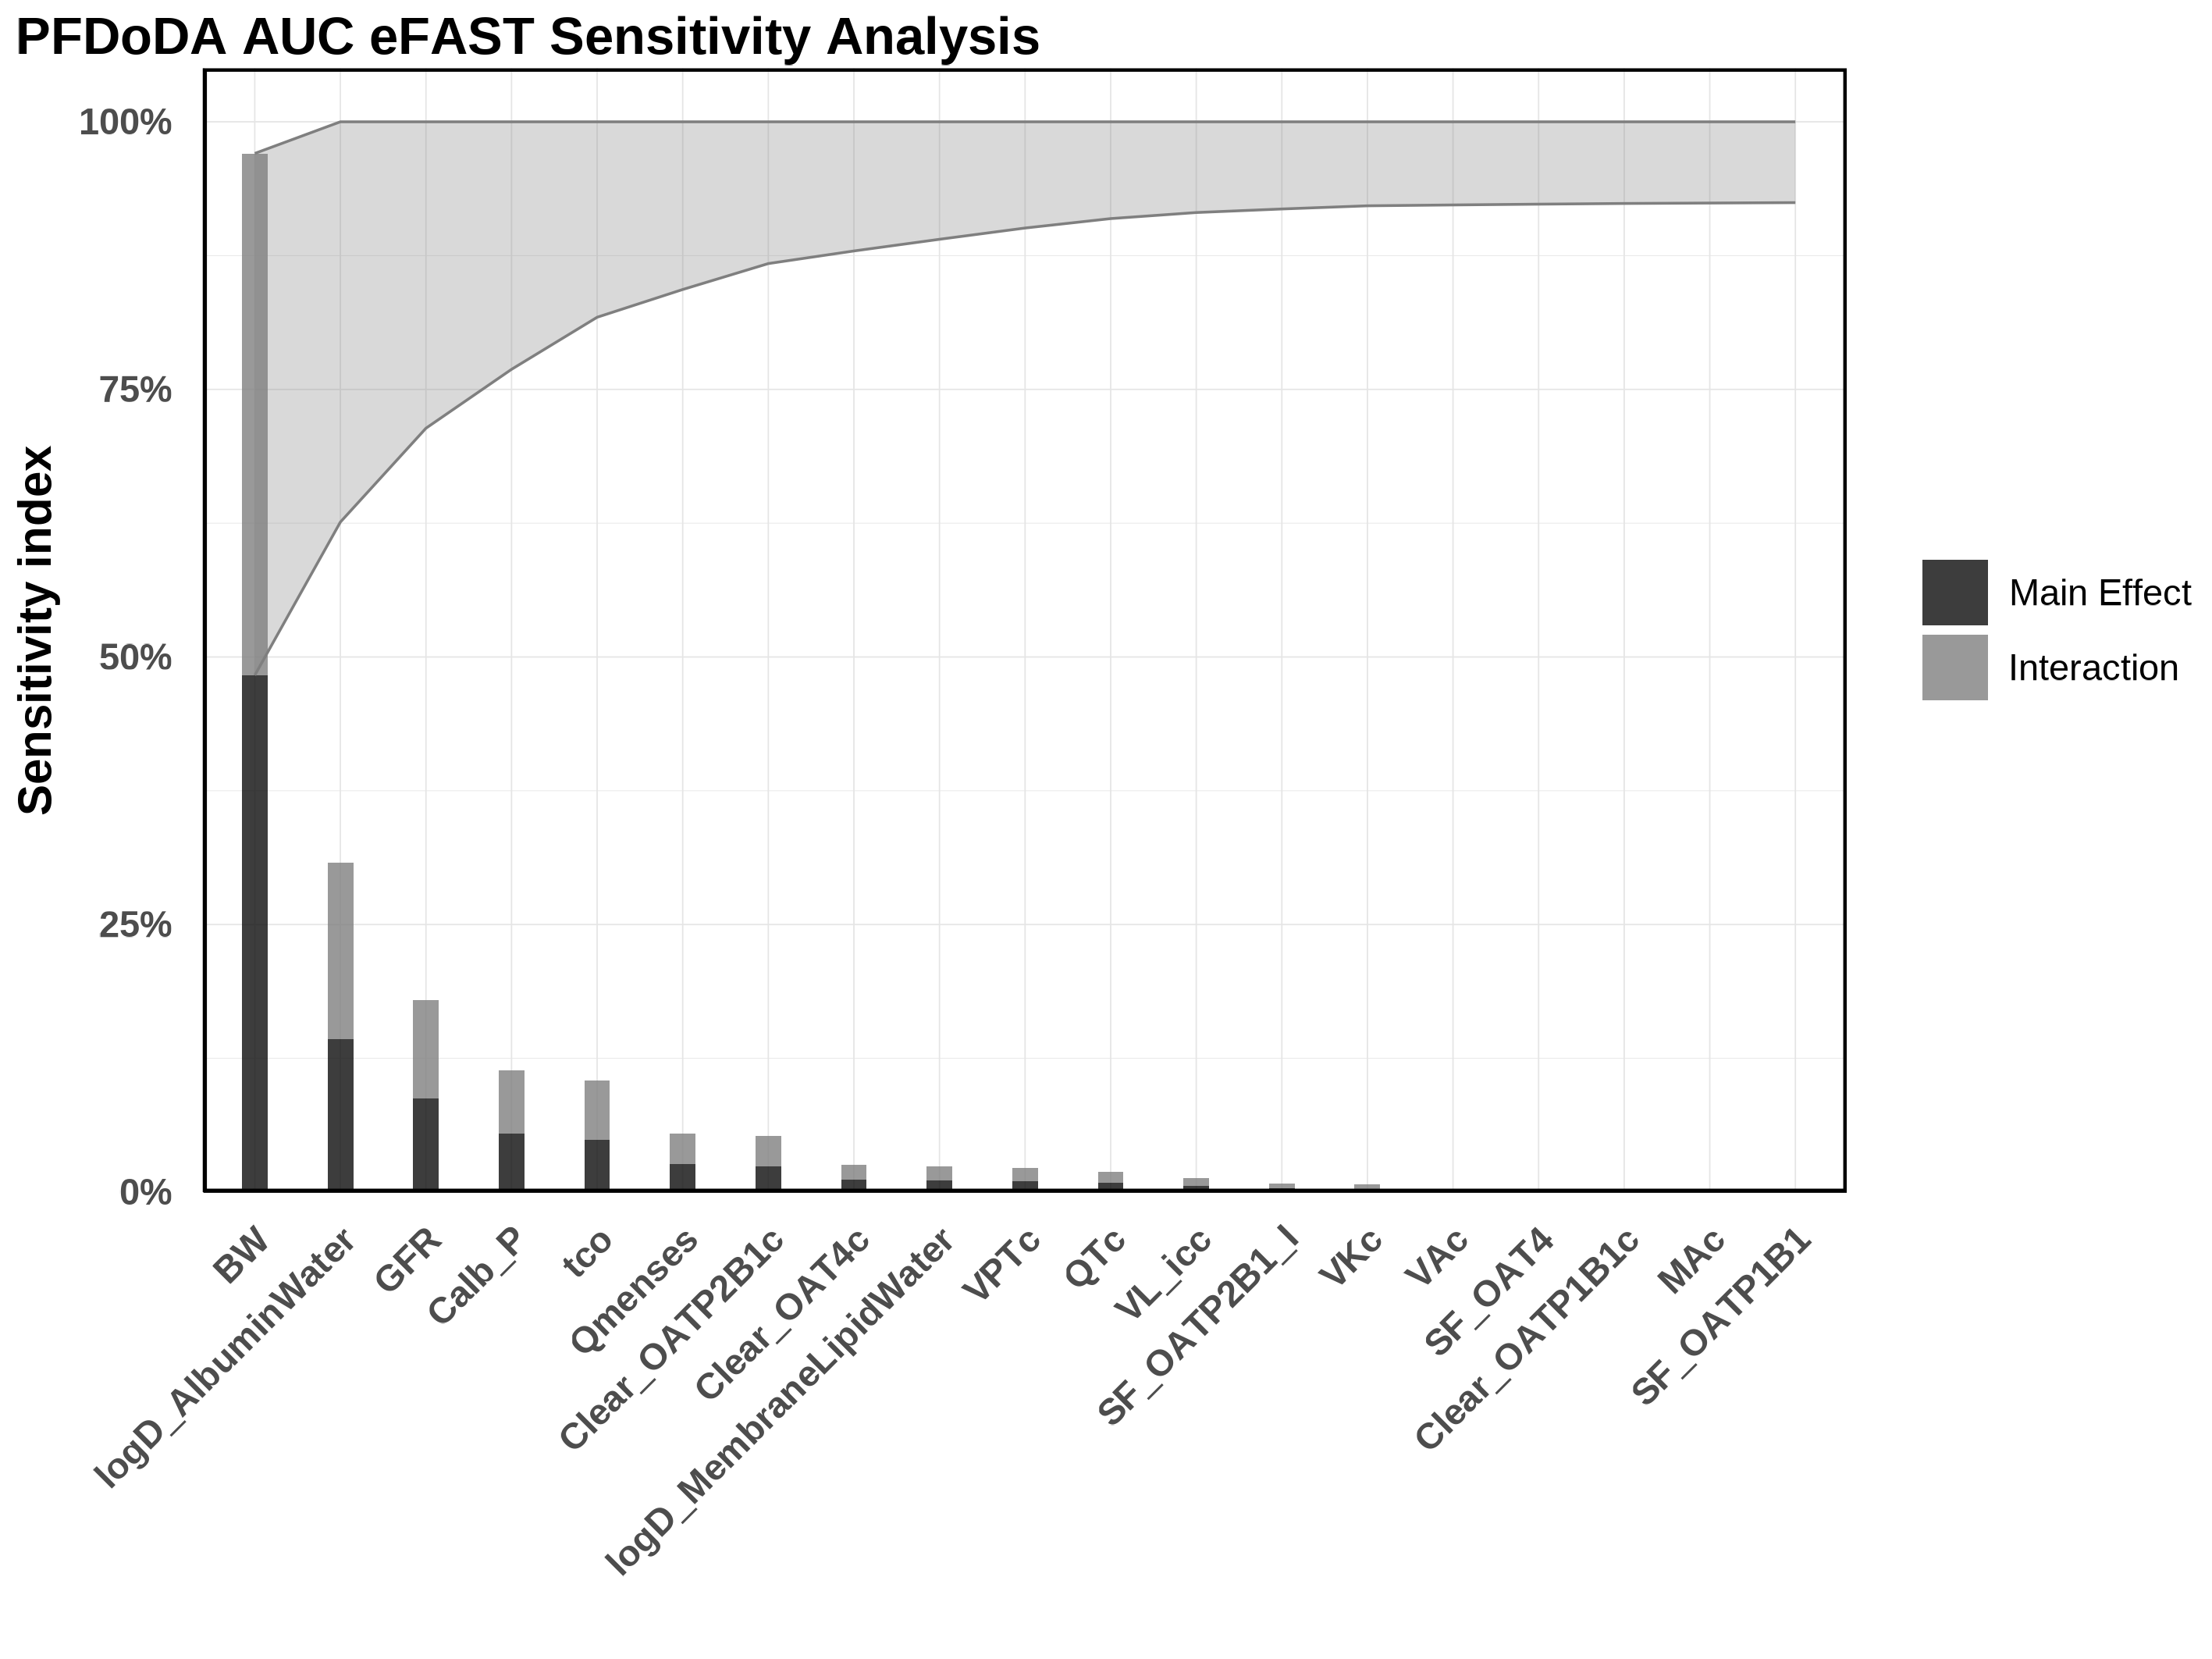 PFDoDA AUC eFAST Sensitivity Analysis
Sensitivity index
100%
75%
50%
25%
0%
BW
logD_AlbuminWater
GFR
Calb_P
tco
Qmenses
Clear_OATP2B1c
Clear_OAT4c
logD_MembraneLipidWater
VPTc
QTc
VL_icc
SF_OATP2B1_I
VKc
VAc
SF_OAT4
Clear_OATP1B1c
MAc
SF_OATP1B1
Main Effect
Interaction